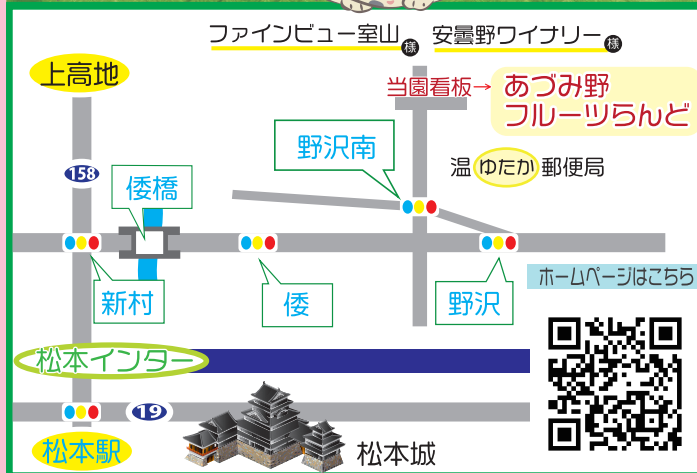 ファインビュー室山 様
安曇野ワイナリー 様
上高地
当園看板→
あづみ野
フルーツらんど
野沢南
温 ゆたか 郵便局
158
倭橋
新村
倭
野沢
ホームページはこちら
松本インター
19
松本駅
松本城